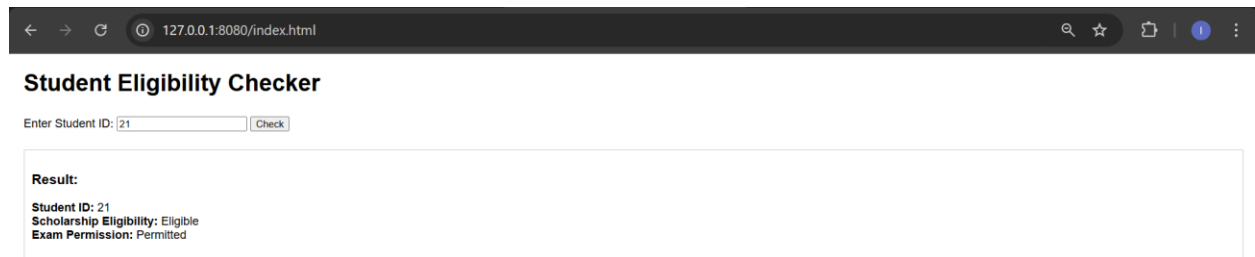 127.0.0.1:8080/index.html
I
Student Eligibility Checker
Enter Student ID: 21 Check
Result:
Student ID: 21
Scholarship Eligibility: Eligible
Exam Permission: Permitted